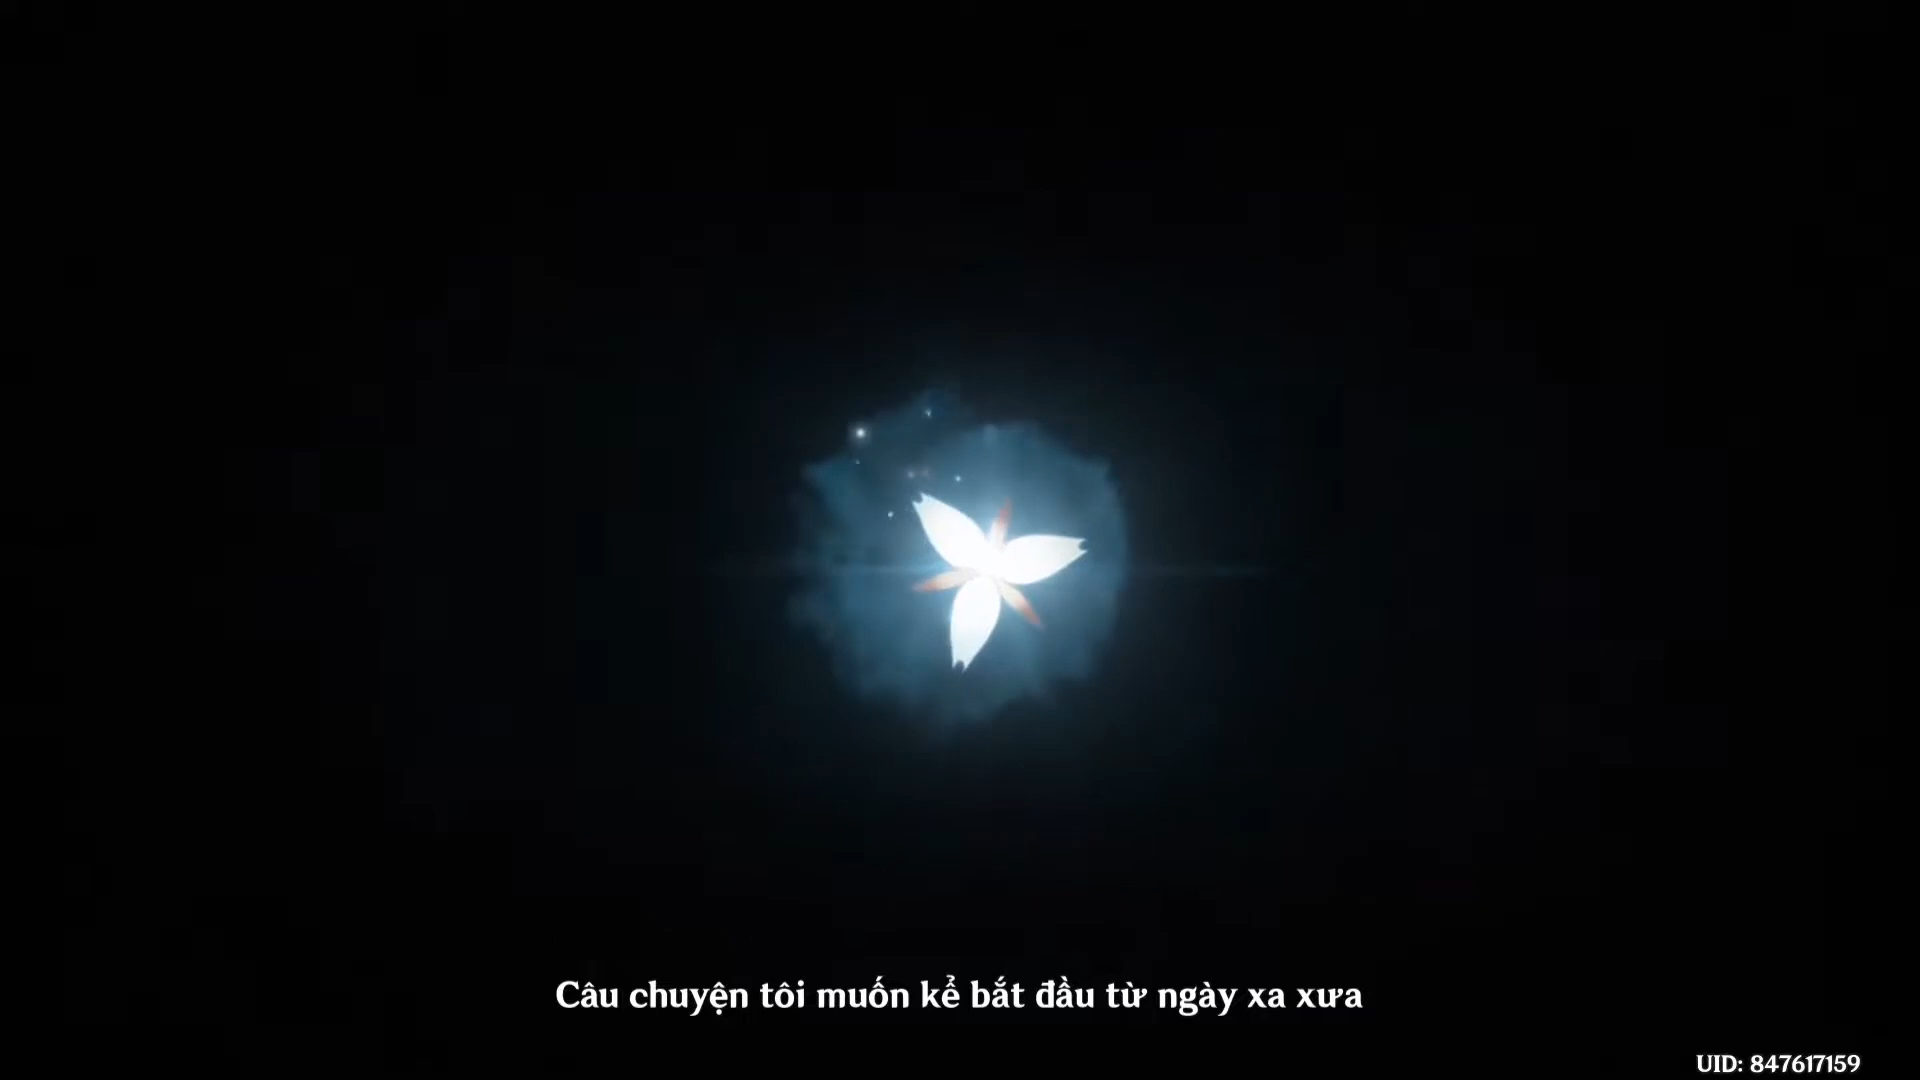 Câu chuyện tôi muốn kể bắt đầu từ ngày xa xưa
UID: 847617159